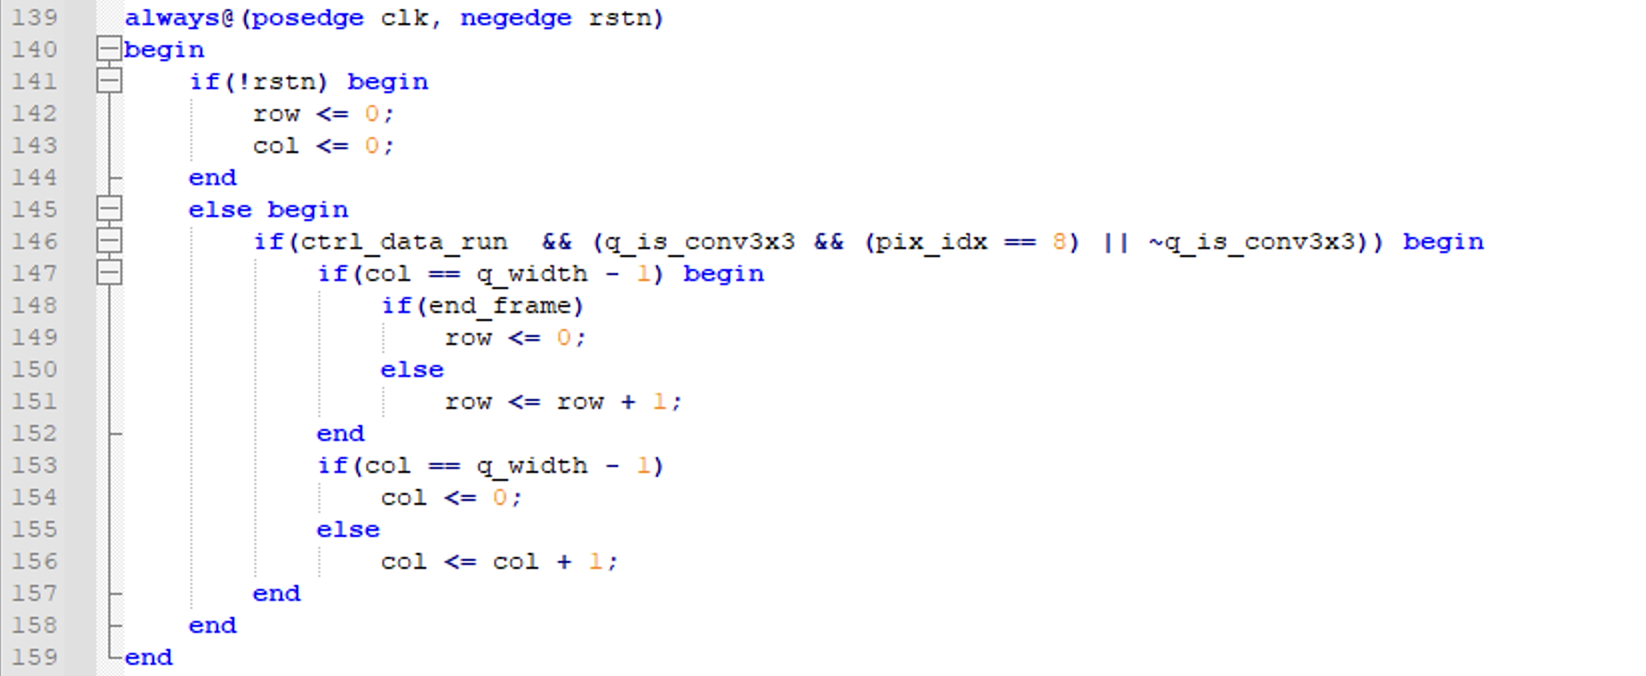 139 always@(posedge clk, negedge rstn)
140 begin
141     if(!rstn) begin
142         row <= 0;
143         col <= 0;
144     end
145     else begin
146         if(ctrl_data_run  && (q_is_conv3x3 && (pix_idx == 8) || ~q_is_conv3x3)) begin
147             if(col == q_width - 1) begin
148                 if(end_frame)
149                     row <= 0;
150                 else
151                     row <= row + 1;
152             end
153             if(col == q_width - 1)
154                 col <= 0;
155             else
156                 col <= col + 1;
157         end
158     end
159 end